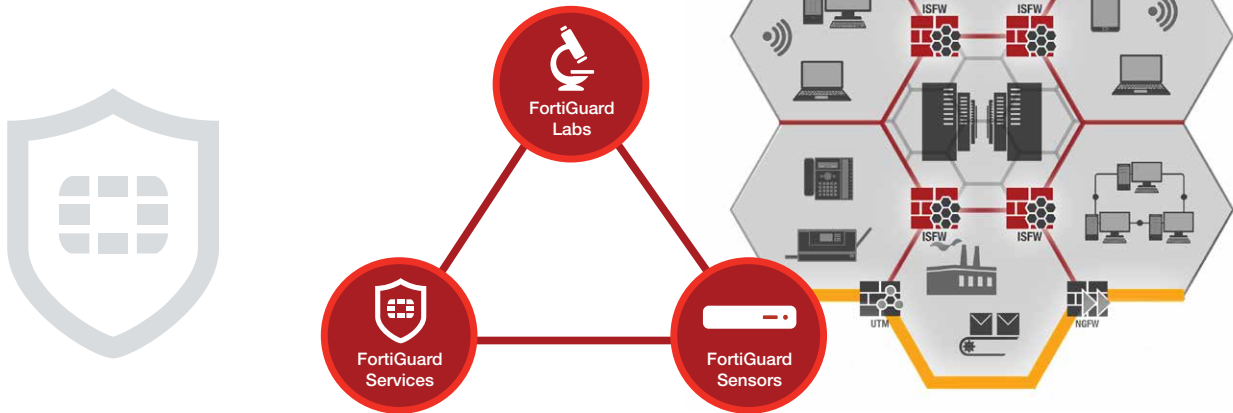 ISFW
ISFW
FortiGuard
Labs
ISFW
ISFW
UTM
NGFW
FortiGuard
Services
FortiGuard
Sensors